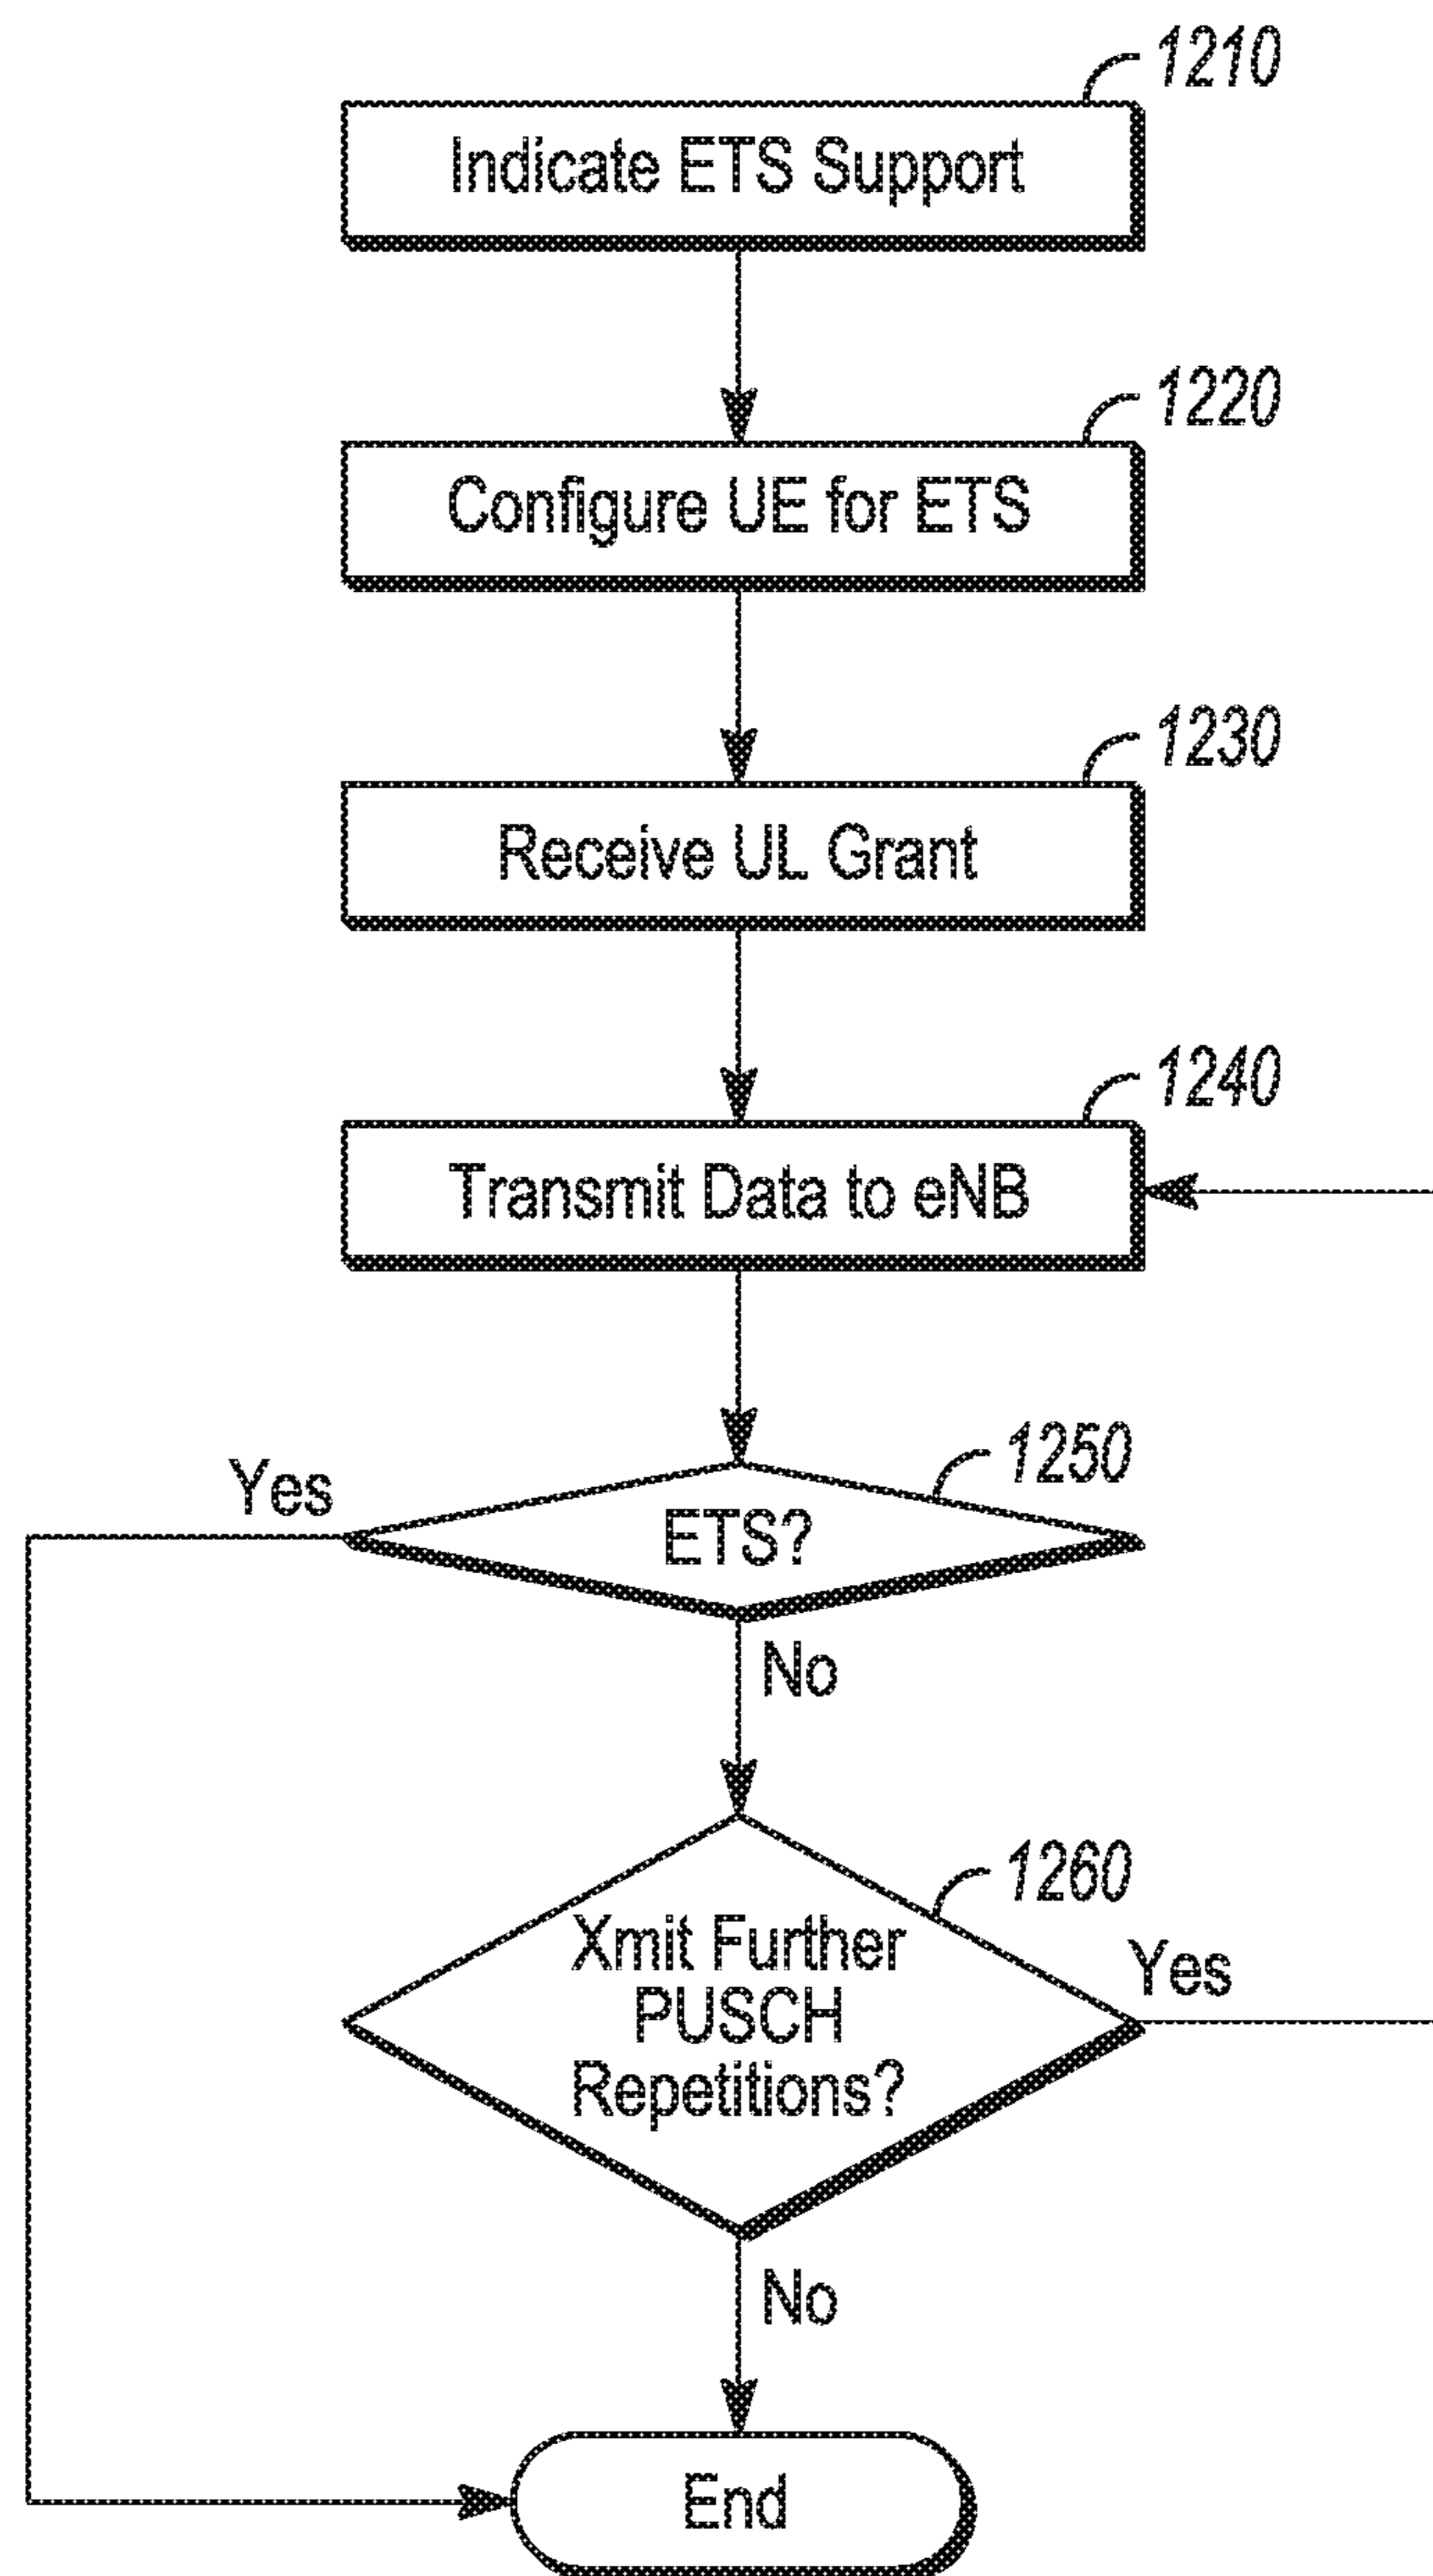 1210
Indicate ETS Support
1220
Configure UE for ETS
1230
Receive UL Grant
1240
Transmit Data to eNB
1250
Yes
ETS?
No
1260
Xmit Further
PUSCH
Repetitions?
Yes
No
End